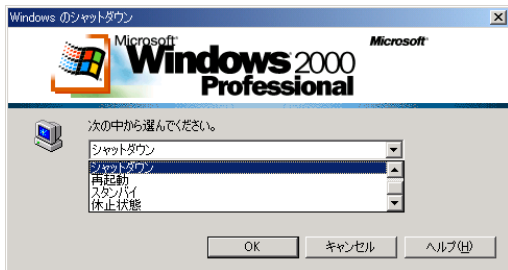 Windows のシャットダウン
Microsoft
Windows 2000
Professional
Microsoft
次の中から選んでください。
シャットダウン
シャットダウン
再起動
スタンバイ
休止状態
OK
キャンセル
ヘルプ(H)